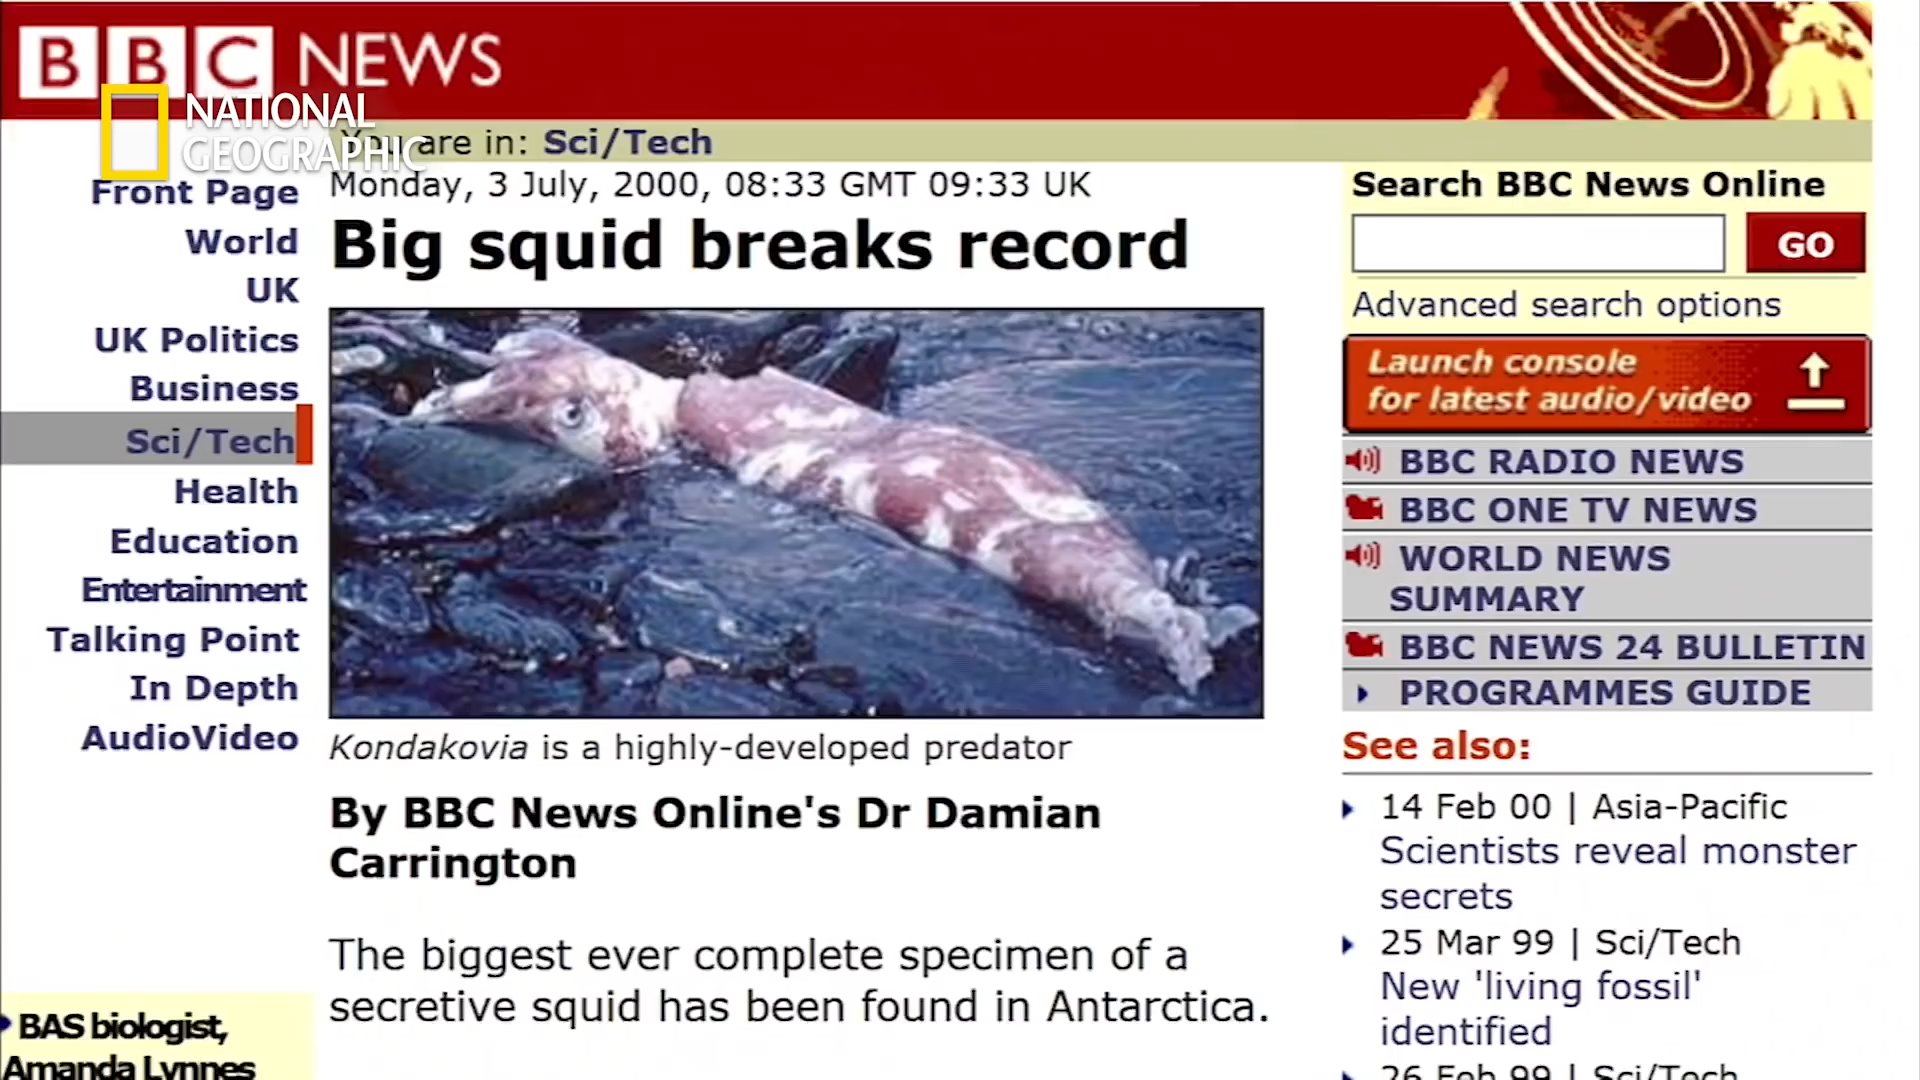 BBC NEWS
NATIONAL
GEOGRAPHIC
You are in: Sci/Tech
Front Page
World
UK
UK Politics
Business
Sci/Tech
Health
Education
Entertainment
Talking Point
In Depth
AudioVideo
BAS biologist,
Amanda Lynnes
Monday, 3 July, 2000, 08:33 GMT 09:33 UK
Big squid breaks record
Kondakovia is a highly-developed predator
By BBC News Online's Dr Damian
Carrington
The biggest ever complete specimen of a
secretive squid has been found in Antarctica.
Search BBC News Online
GO
Advanced search options
Launch console
for latest audio/video
BBC RADIO NEWS
BBC ONE TV NEWS
WORLD NEWS
SUMMARY
BBC NEWS 24 BULLETIN
PROGRAMMES GUIDE
See also:
14 Feb 00 | Asia-Pacific
Scientists reveal monster
secrets
25 Mar 99 | Sci/Tech
New 'living fossil'
identified
26 Feb 99 | Sci/Tech